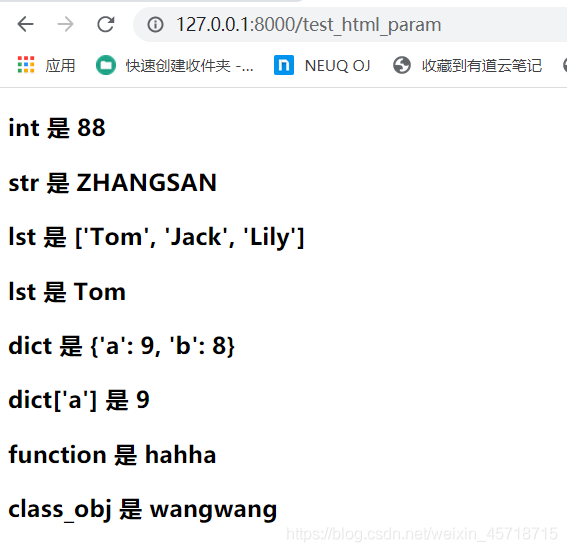 127.0.0.1:8000/test_html_param
应用 快速创建收件夹 -... NEUQ OJ 收藏到有道云笔记
int 是 88
str 是 ZHANGSAN
lst 是 ['Tom', 'Jack', 'Lily']
lst 是 Tom
dict 是 {'a': 9, 'b': 8}
dict['a'] 是 9
function 是 hahha
class_obj 是 wangwang
https://blog.csdn.net/weixin_45718715